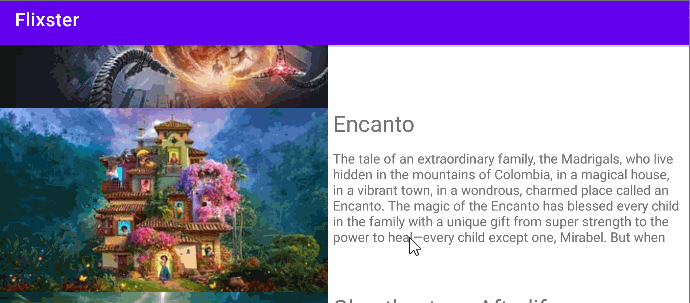 Flixster
Encanto
The tale of an extraordinary family, the Madrigals, who live
hidden in the mountains of Colombia, in a magical house,
in a vibrant town, in a wondrous, charmed place called an
Encanto. The magic of the Encanto has blessed every child
in the family with a unique gift from super strength to the
power to heal—every child except one, Mirabel. But when